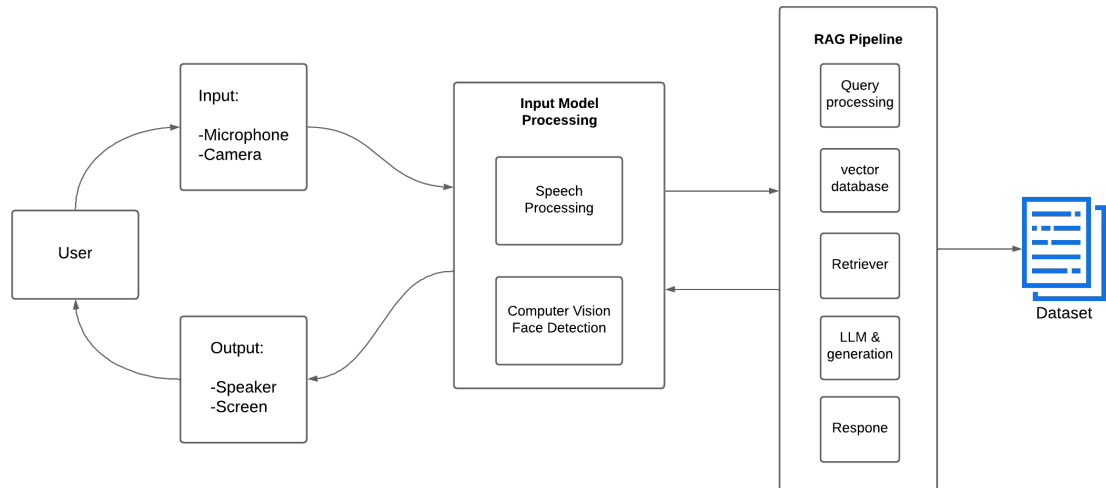 User
Input:
-Microphone
-Camera
Output:
-Speaker
-Screen
Input Model
Processing
Speech
Processing
Computer Vision
Face Detection
RAG Pipeline
Query
processing
vector
database
Retriever
LLM &
generation
Respone
Dataset